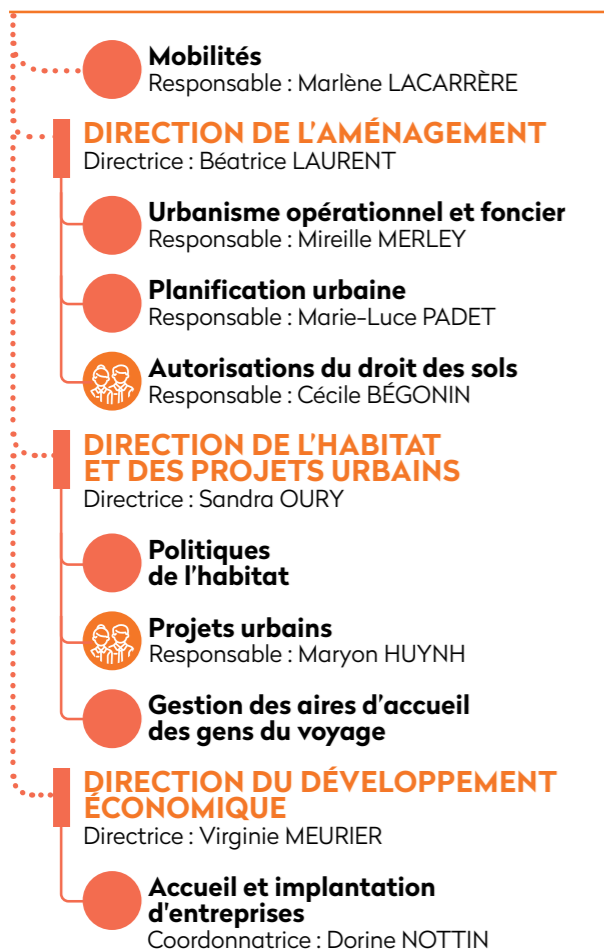 Mobilités
Responsable : Marlène LACARRÈRE
DIRECTION DE L'AMÉNAGEMENT
Directrice : Béatrice LAURENT
Urbanisme opérationnel et foncier
Responsable : Mireille MERLEY
Planification urbaine
Responsable : Marie-Luce PADET
Autorisations du droit des sols
Responsable : Cécile BÉGONIN
DIRECTION DE L'HABITAT
ET DES PROJETS URBAINS
Directrice : Sandra OURY
Politiques
de l'habitat
Projets urbains
Responsable : Maryon HUYNH
Gestion des aires d'accueil
des gens du voyage
DIRECTION DU DÉVELOPPEMENT
ÉCONOMIQUE
Directrice : Virginie MEURIER
Accueil et implantation
d'entreprises
Coordonnatrice : Dorine NOTTIN